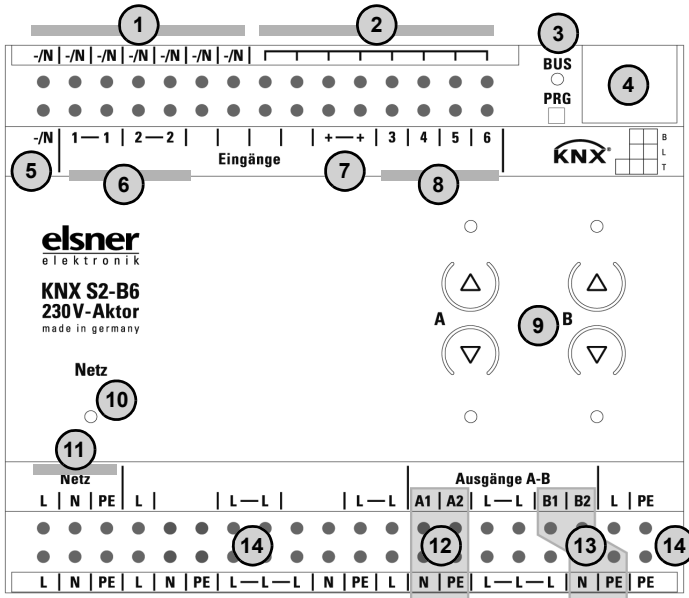 1 2 3
-/N | -/N | -/N | -/N | -/N | -/N | -/N |
BUS
4
PRG
-/N | 1 — 1 | 2 — 2 | | | | | + — + | 3 | 4 | 5 | 6 |
Eingänge
KNX®
B
L
T
5 6 7 8
elsner
elektronik
KNX S2-B6
230V-Aktor
made in germany
A 9 B
Netz
10
11
Netz
Ausgänge A-B
L | N | PE | L | | L — L | | L — L | A1 | A2 | L — L | B1 | B2 | L | PE
14 12 13 14
L | N | PE | L | N | PE | L — L — L | N | PE | L | N | PE | L — L — L | N | PE | PE